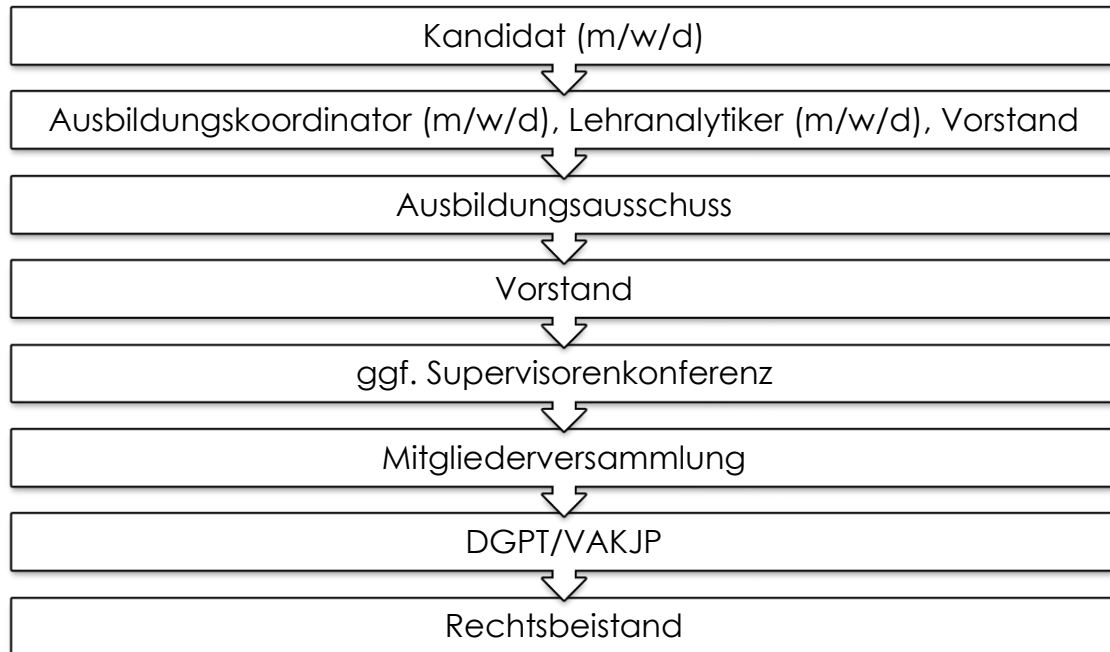 Kandidat (m/w/d)
Ausbildungskoordinator (m/w/d), Lehranalytiker (m/w/d), Vorstand
Ausbildungsausschuss
Vorstand
ggf. Supervisorenkonferenz
Mitgliederversammlung
DGPT/VAKJP
Rechtsbeistand